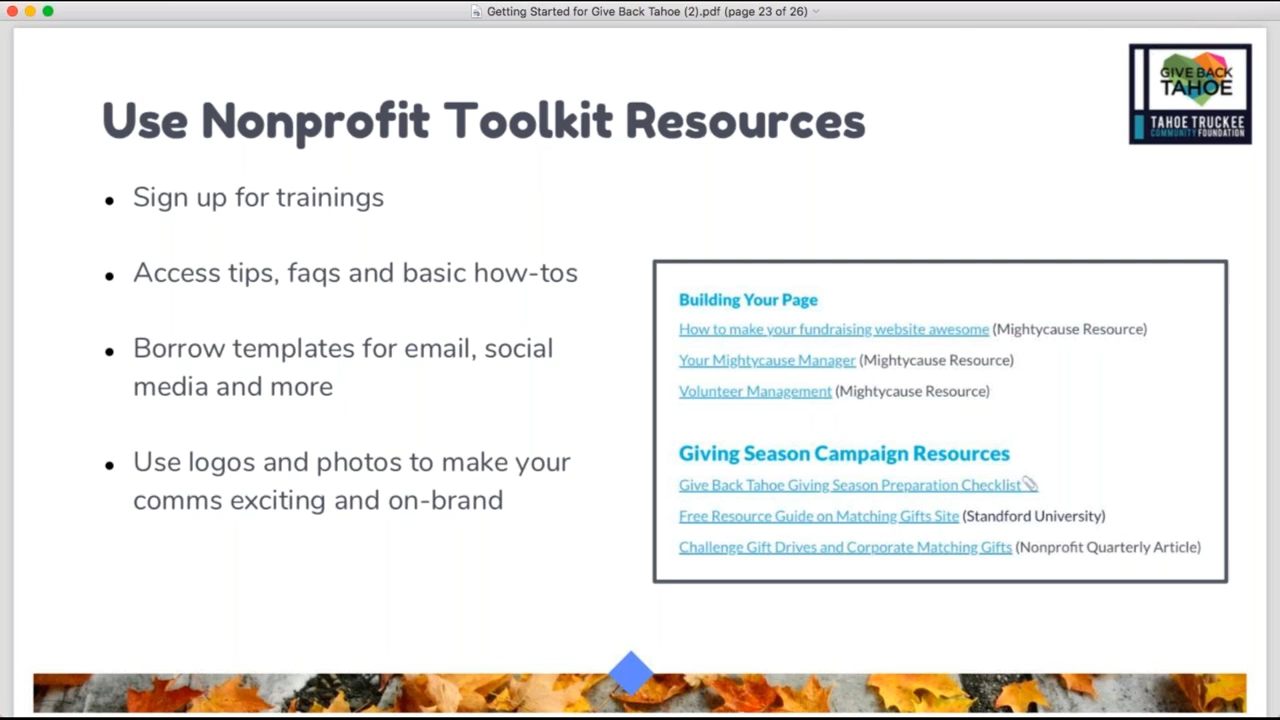 Getting Started for Give Back Tahoe (2).pdf (page 23 of 26)
GIVE BACK
TAHOE
TAHOE TRUCKEE
COMMUNITY FOUNDATION
Use Nonprofit Toolkit Resources
• Sign up for trainings
• Access tips, faqs and basic how-tos
• Borrow templates for email, social
media and more
• Use logos and photos to make your
comms exciting and on-brand
Building Your Page
How to make your fundraising website awesome (Mightycause Resource)
Your Mightycause Manager (Mightycause Resource)
Volunteer Management (Mightycause Resource)
Giving Season Campaign Resources
Give Back Tahoe Giving Season Preparation Checklist
Free Resource Guide on Matching Gifts Site (Standford University)
Challenge Gift Drives and Corporate Matching Gifts (Nonprofit Quarterly Article)